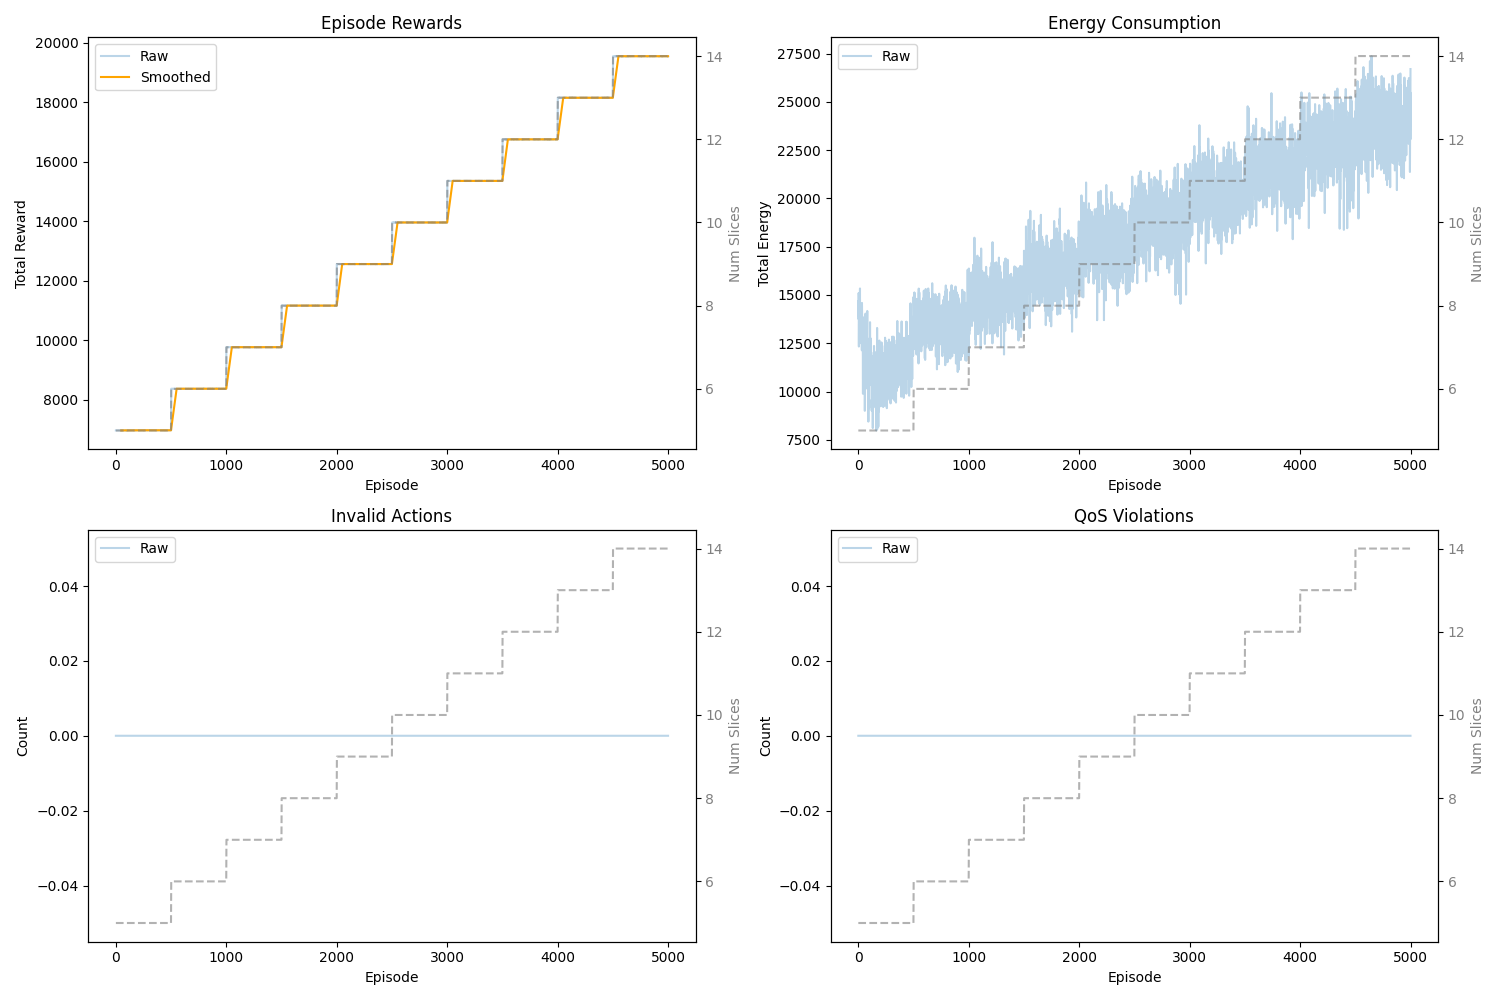 Episode Rewards
Raw
Smoothed
20000
18000
16000
14000
12000
10000
8000
Total Reward
14
12
10
8
6
Num Slices
0 1000 2000 3000 4000 5000
Episode
Energy Consumption
Raw
27500
25000
22500
20000
17500
15000
12500
10000
7500
Total Energy
14
12
10
8
6
Num Slices
0 1000 2000 3000 4000 5000
Episode
Invalid Actions
Raw
0.04
0.02
0.00
−0.02
−0.04
Count
14
12
10
8
6
Num Slices
0 1000 2000 3000 4000 5000
Episode
QoS Violations
Raw
0.04
0.02
0.00
−0.02
−0.04
Count
14
12
10
8
6
Num Slices
0 1000 2000 3000 4000 5000
Episode